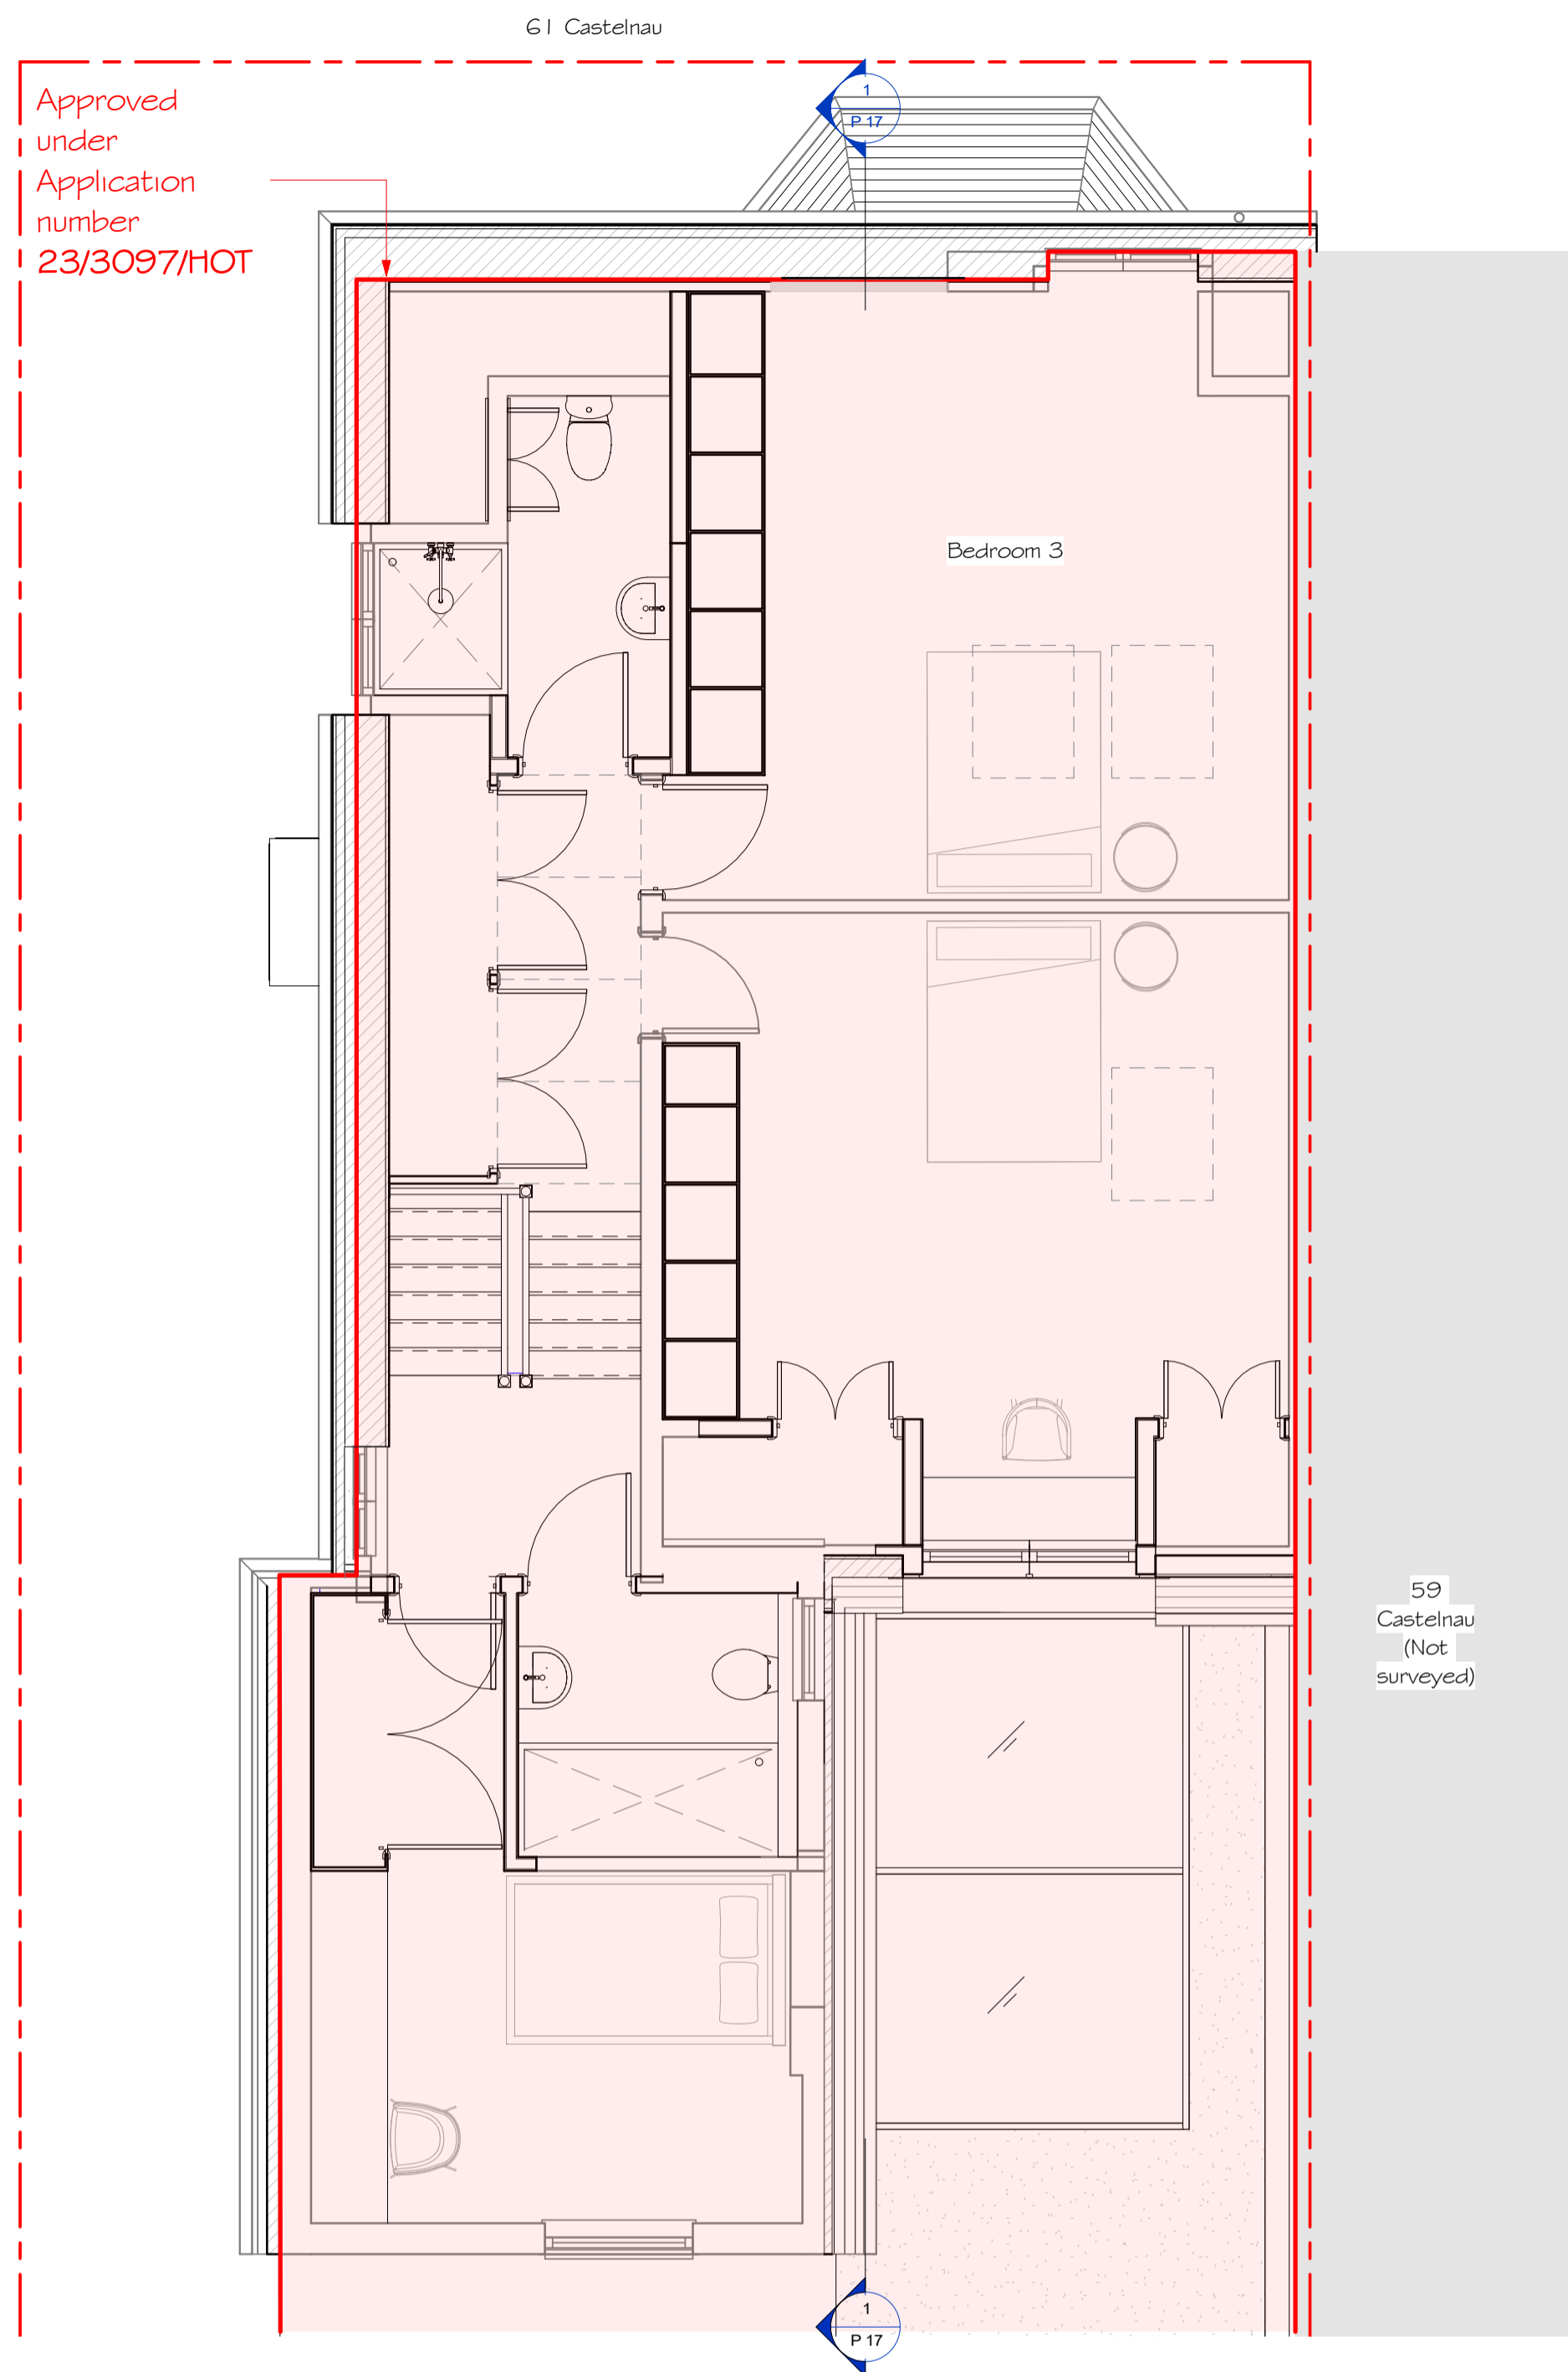 61 Castelnau
1
P 17
Approved
under
Application
number
23/3097/HOT
Bedroom 3
59
Castelnau
(Not
surveyed)
1
P 17